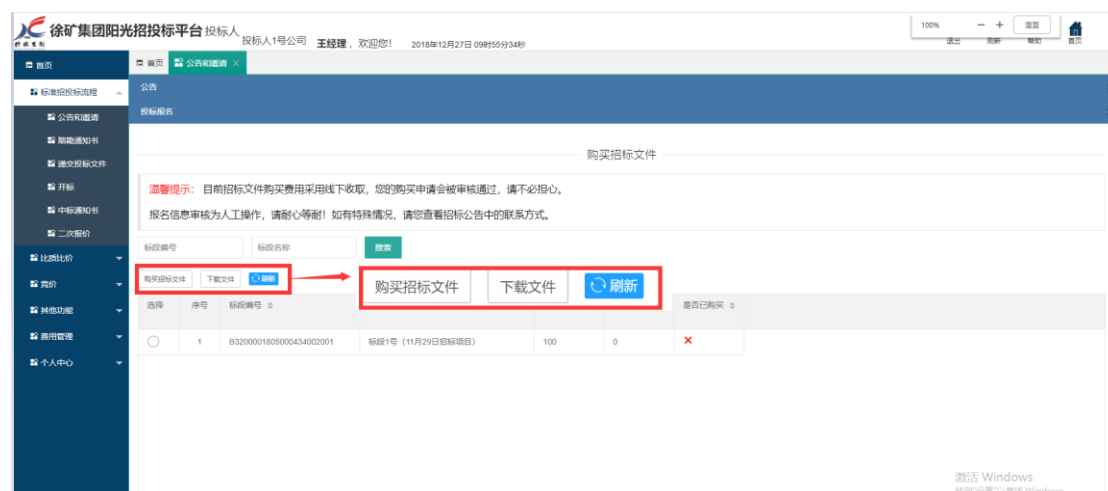 徐矿集团阳光招投标平台 投标人
投标人1号公司 王经理，欢迎您！ 2018年12月27日 09时55分34秒
100% － + 重置
退出 刷新 帮助 首页
首页
标准招投标流程
公告和邀请
踏勘通知书
递交投标文件
开标
中标通知书
二次报价
比质比价
竞价
其他功能
费用管理
个人中心
首页 公告和邀请 ×
公告
投标报名
购买招标文件
温馨提示： 目前招标文件购买费用采用线下收取，您的购买申请会被审核通过，请不必担心。
报名信息审核为人工操作，请耐心等耐！如有特殊情况，请您查看招标公告中的联系方式。
标段编号 标段名称 搜索
购买招标文件 下载文件 刷新
购买招标文件 下载文件 刷新
选择 序号 标段编号 是否已购买
1 B3200001805000434002001 标段1号（11月29日招标项目） 100 0 ×
激活 Windows